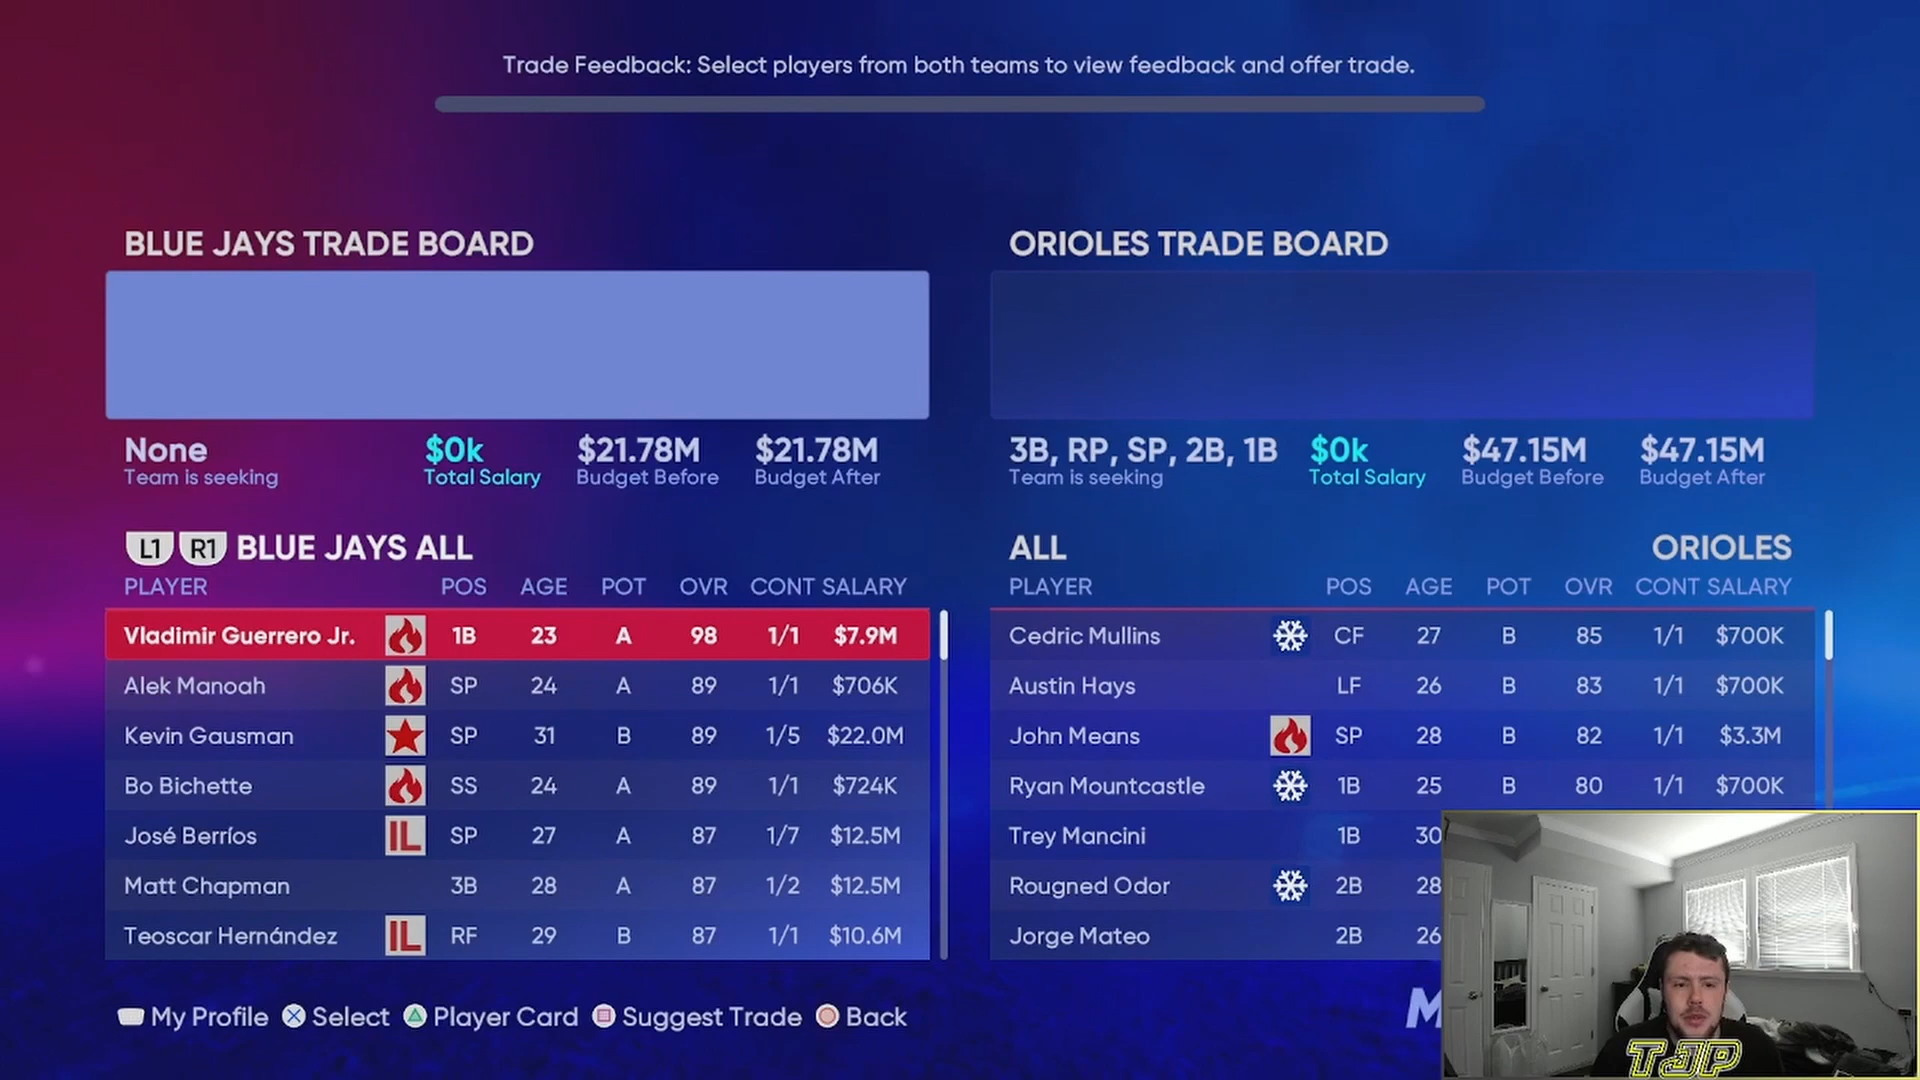 Trade Feedback: Select players from both teams to view feedback and offer trade.
BLUE JAYS TRADE BOARD
None $0k $21.78M $21.78M
Team is seeking Total Salary Budget Before Budget After
L1 R1 BLUE JAYS ALL
PLAYER POS AGE POT OVR CONT SALARY
Vladimir Guerrero Jr. 1B 23 A 98 1/1 $7.9M
Alek Manoah SP 24 A 89 1/1 $706K
Kevin Gausman SP 31 B 89 1/5 $22.0M
Bo Bichette SS 24 A 89 1/1 $724K
José Berríos IL SP 27 A 87 1/7 $12.5M
Matt Chapman 3B 28 A 87 1/2 $12.5M
Teoscar Hernández IL RF 29 B 87 1/1 $10.6M
ORIOLES TRADE BOARD
3B, RP, SP, 2B, 1B $0k $47.15M $47.15M
Team is seeking Total Salary Budget Before Budget After
ALL ORIOLES
PLAYER POS AGE POT OVR CONT SALARY
Cedric Mullins CF 27 B 85 1/1 $700K
Austin Hays LF 26 B 83 1/1 $700K
John Means SP 28 B 82 1/1 $3.3M
Ryan Mountcastle 1B 25 B 80 1/1 $700K
Trey Mancini 1B 30
Rougned Odor 2B 28
Jorge Mateo 2B 26
My Profile Select Player Card Suggest Trade Back
TJP